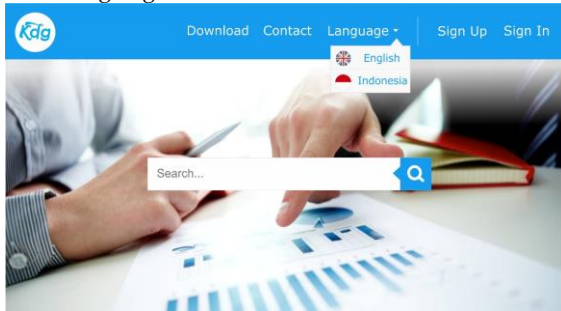 Kdg
Download Contact Language Sign Up Sign In
English
Indonesia
Search...